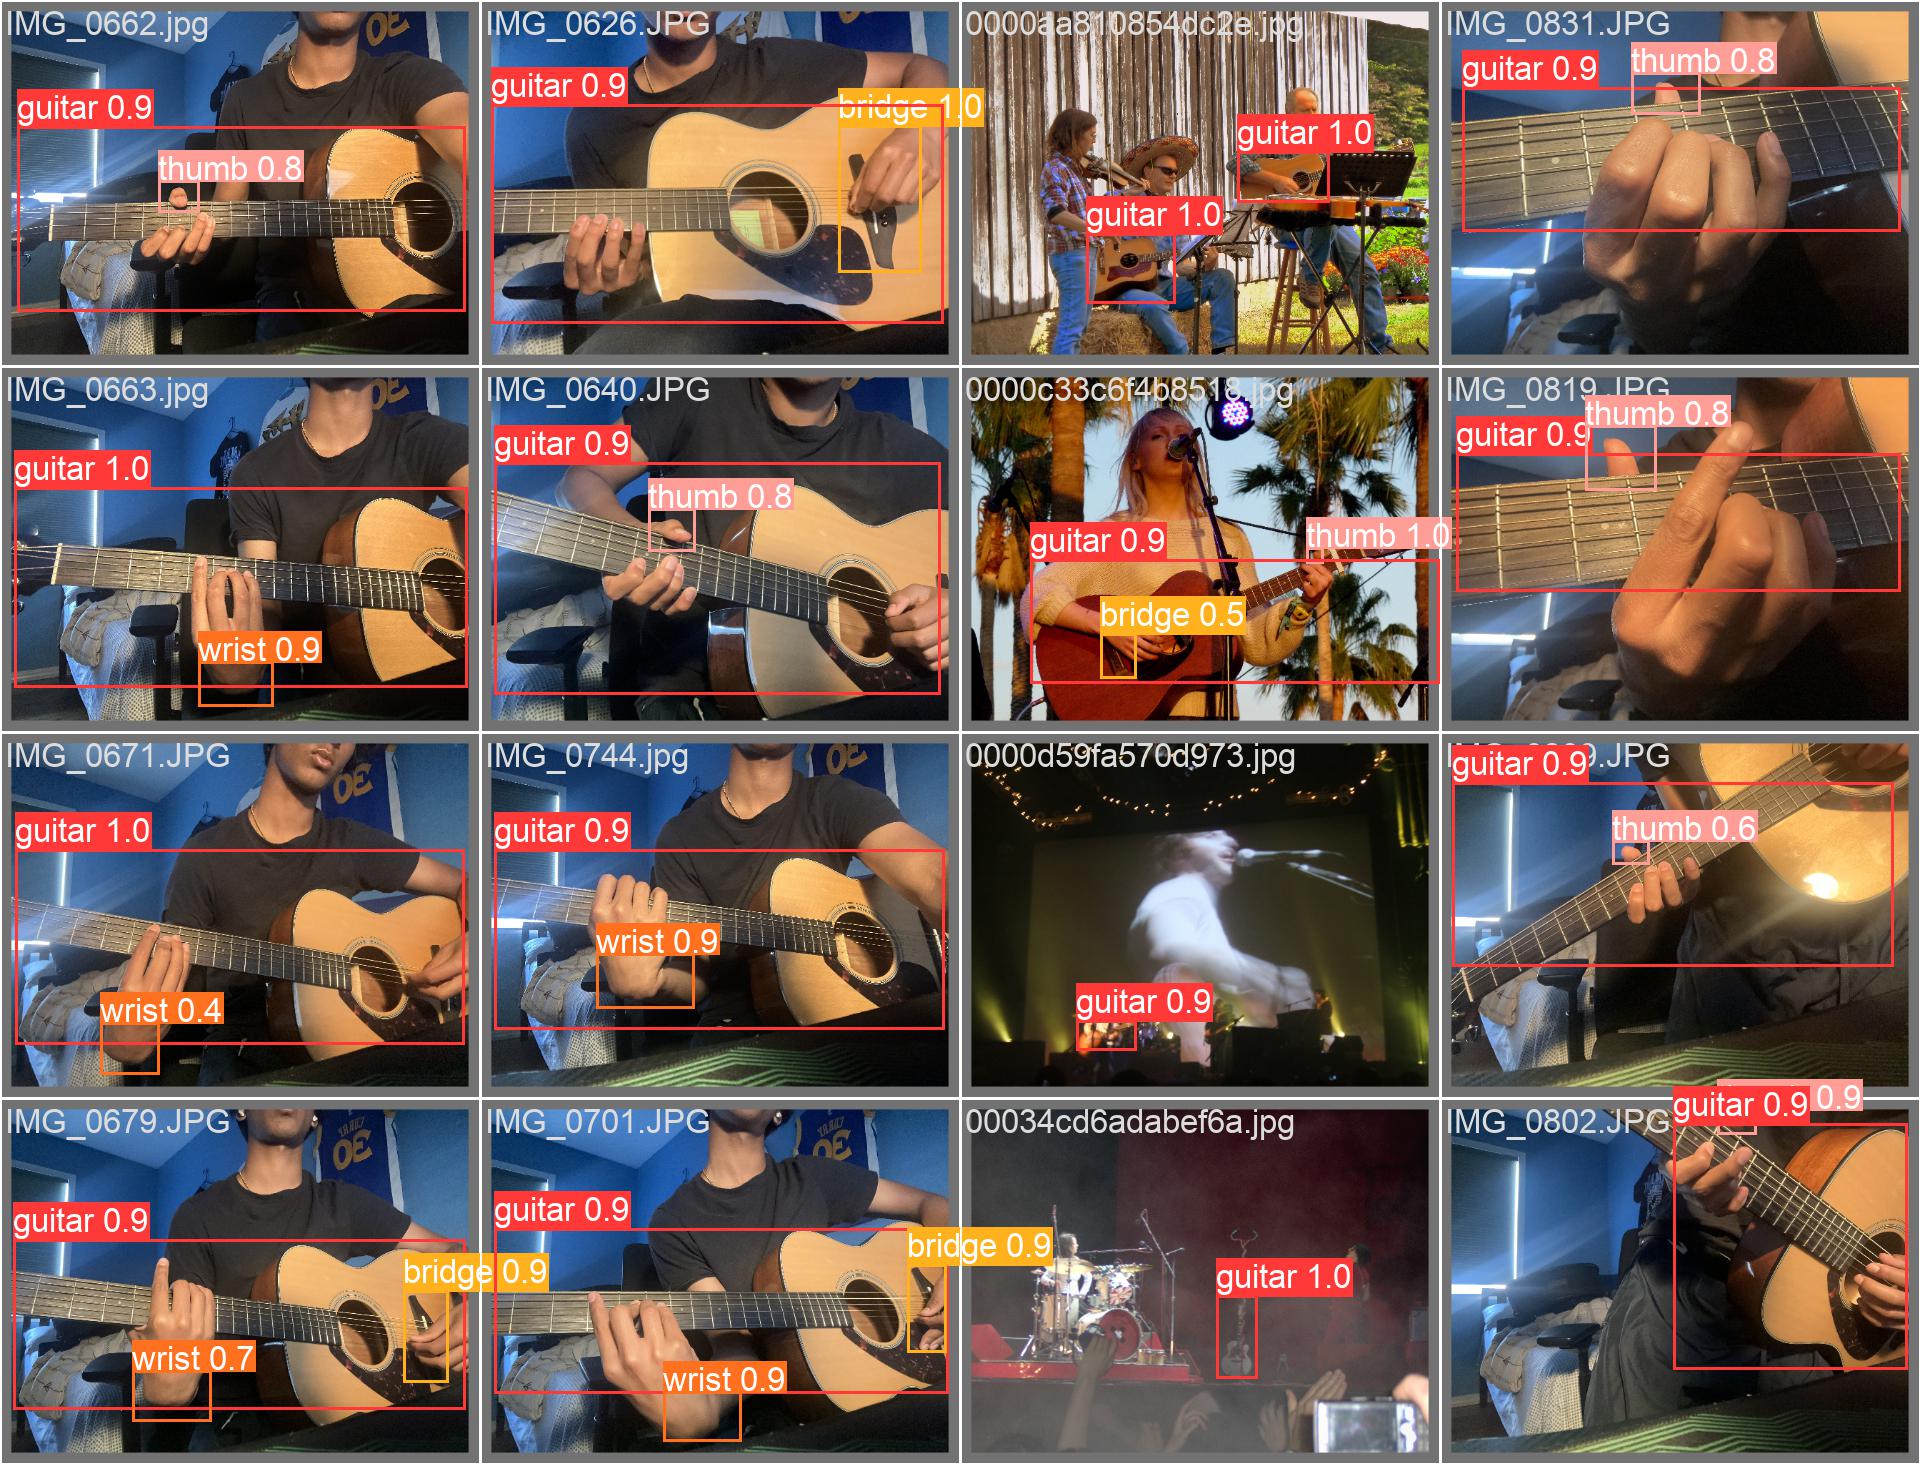 IMG_0662.jpg
guitar 0.9
thumb 0.8
IMG_0626.JPG
guitar 0.9
bridge 1.0
0000aa810854dc2e.jpg
guitar 1.0
guitar 1.0
IMG_0831.JPG
guitar 0.9
thumb 0.8
IMG_0663.jpg
guitar 1.0
wrist 0.9
IMG_0640.JPG
guitar 0.9
thumb 0.8
0000c33c6f4b8518.jpg
guitar 0.9
thumb 1.0
bridge 0.5
IMG_0819.JPG
thumb 0.8
guitar 0.9
IMG_0671.JPG
30
guitar 1.0
wrist 0.4
IMG_0744.jpg
guitar 0.9
wrist 0.9
0000d59fa570d973.jpg
guitar 0.9
9.JPG
guitar 0.9
thumb 0.6
IMG_0679.JPG
30
guitar 0.9
bridge 0.9
wrist 0.7
IMG_0701.JPG
guitar 0.9
bridge 0.9
wrist 0.9
00034cd6adabef6a.jpg
guitar 1.0
IMG_0802.JPG
guitar 0.9
0.9